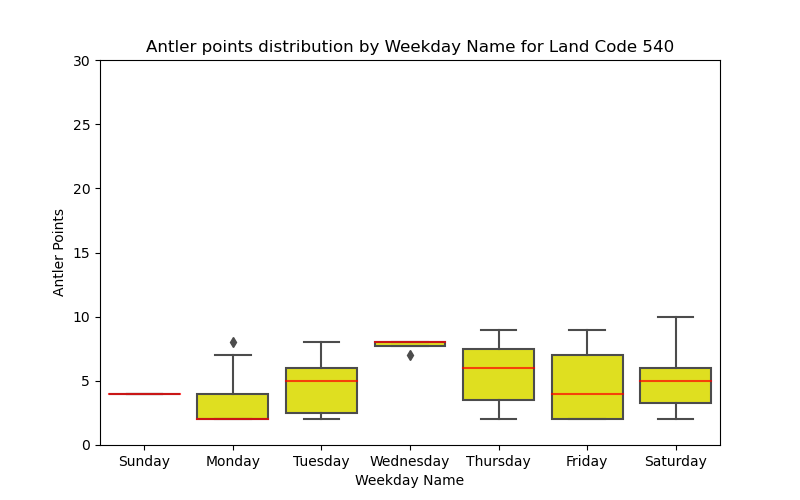 Antler points distribution by Weekday Name for Land Code 540
30
25
20
15
10
5
0
Antler Points
Sunday Monday Tuesday Wednesday Thursday Friday Saturday
Weekday Name